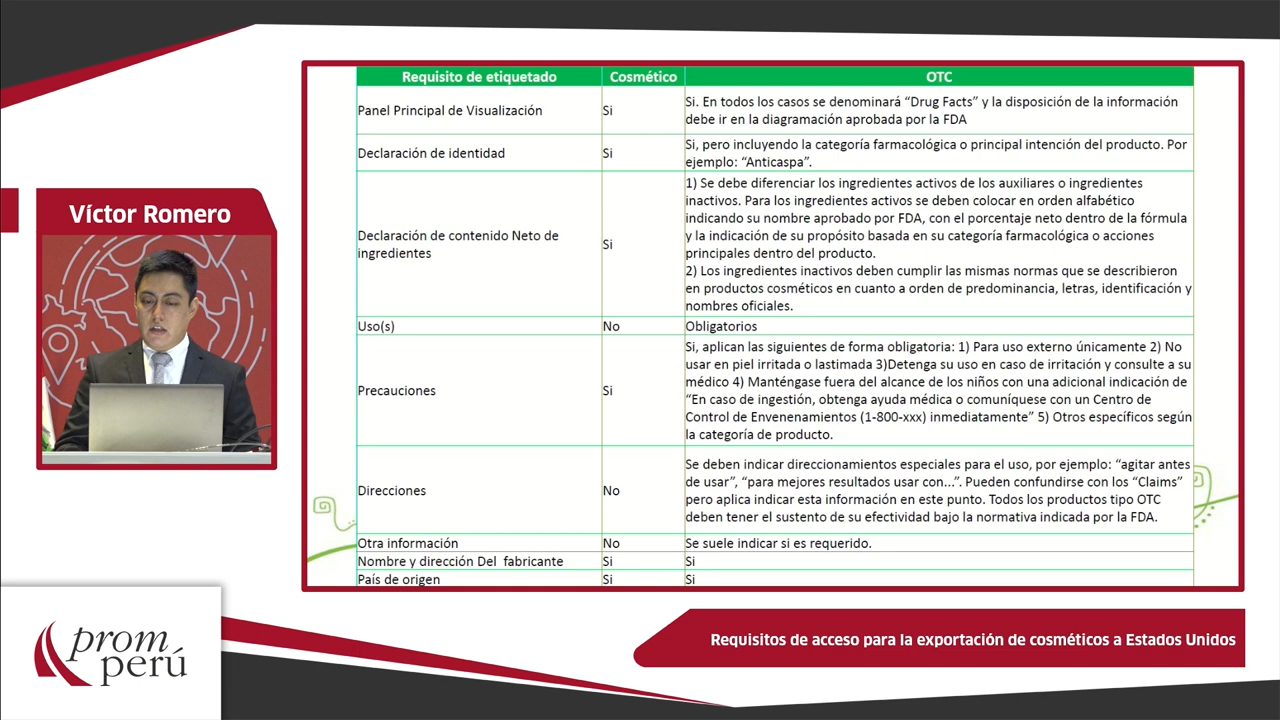 Requisito de etiquetado Cosmético OTC
Panel Principal de Visualización Si Si. En todos los casos se denominará “Drug Facts” y la disposición de la información
debe ir en la diagramación aprobada por la FDA
Declaración de identidad Si Si, pero incluyendo la categoría farmacológica o principal intención del producto. Por
ejemplo: “Anticaspa”.
Declaración de contenido Neto de
ingredientes
Si
1) Se debe diferenciar los ingredientes activos de los auxiliares o ingredientes
inactivos. Para los ingredientes activos se deben colocar en orden alfabético
indicando su nombre aprobado por FDA, con el porcentaje neto dentro de la fórmula
y la indicación de su propósito basada en su categoría farmacológica o acciones
principales dentro del producto.
2) Los ingredientes inactivos deben cumplir las mismas normas que se describieron
en productos cosméticos en cuanto a orden de predominancia, letras, identificación y
nombres oficiales.
Uso(s) No Obligatorios
Precauciones Si Si, aplican las siguientes de forma obligatoria: 1) Para uso externo únicamente 2) No
usar en piel irritada o lastimada 3)Detenga su uso en caso de irritación y consulte a su
médico 4) Manténgase fuera del alcance de los niños con una adicional indicación de
“En caso de ingestión, obtenga ayuda médica o comuníquese con un Centro de
Control de Envenenamientos (1-800-xxx) inmediatamente” 5) Otros específicos según
la categoría de producto.
Direcciones No Se deben indicar direccionamientos especiales para el uso, por ejemplo: “agitar antes
de usar”, “para mejores resultados usar con...”. Pueden confundirse con los “Claims”
pero aplica indicar esta información en este punto. Todos los productos tipo OTC
deben tener el sustento de su efectividad bajo la normativa indicada por la FDA.
Otra información No Se suele indicar si es requerido.
Nombre y dirección Del fabricante Si Si
País de origen Si Si
Víctor Romero
Requisitos de acceso para la exportación de cosméticos a Estados Unidos
prom
perú